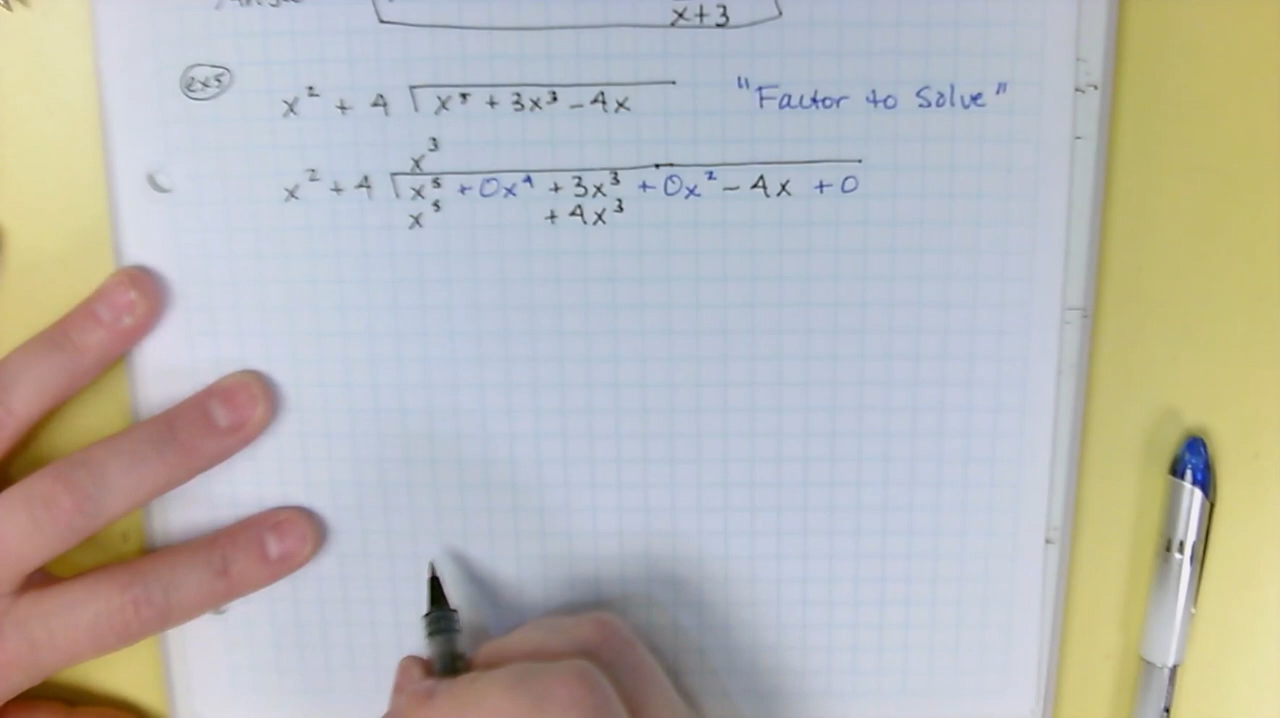 x+3
ex5
x² + 4 ⟌ x⁵ + 3x³ - 4x "Factor to Solve"
x³
x² + 4 ⟌ x⁵ + 0x⁴ + 3x³ + 0x² - 4x + 0
x⁵ + 4x³